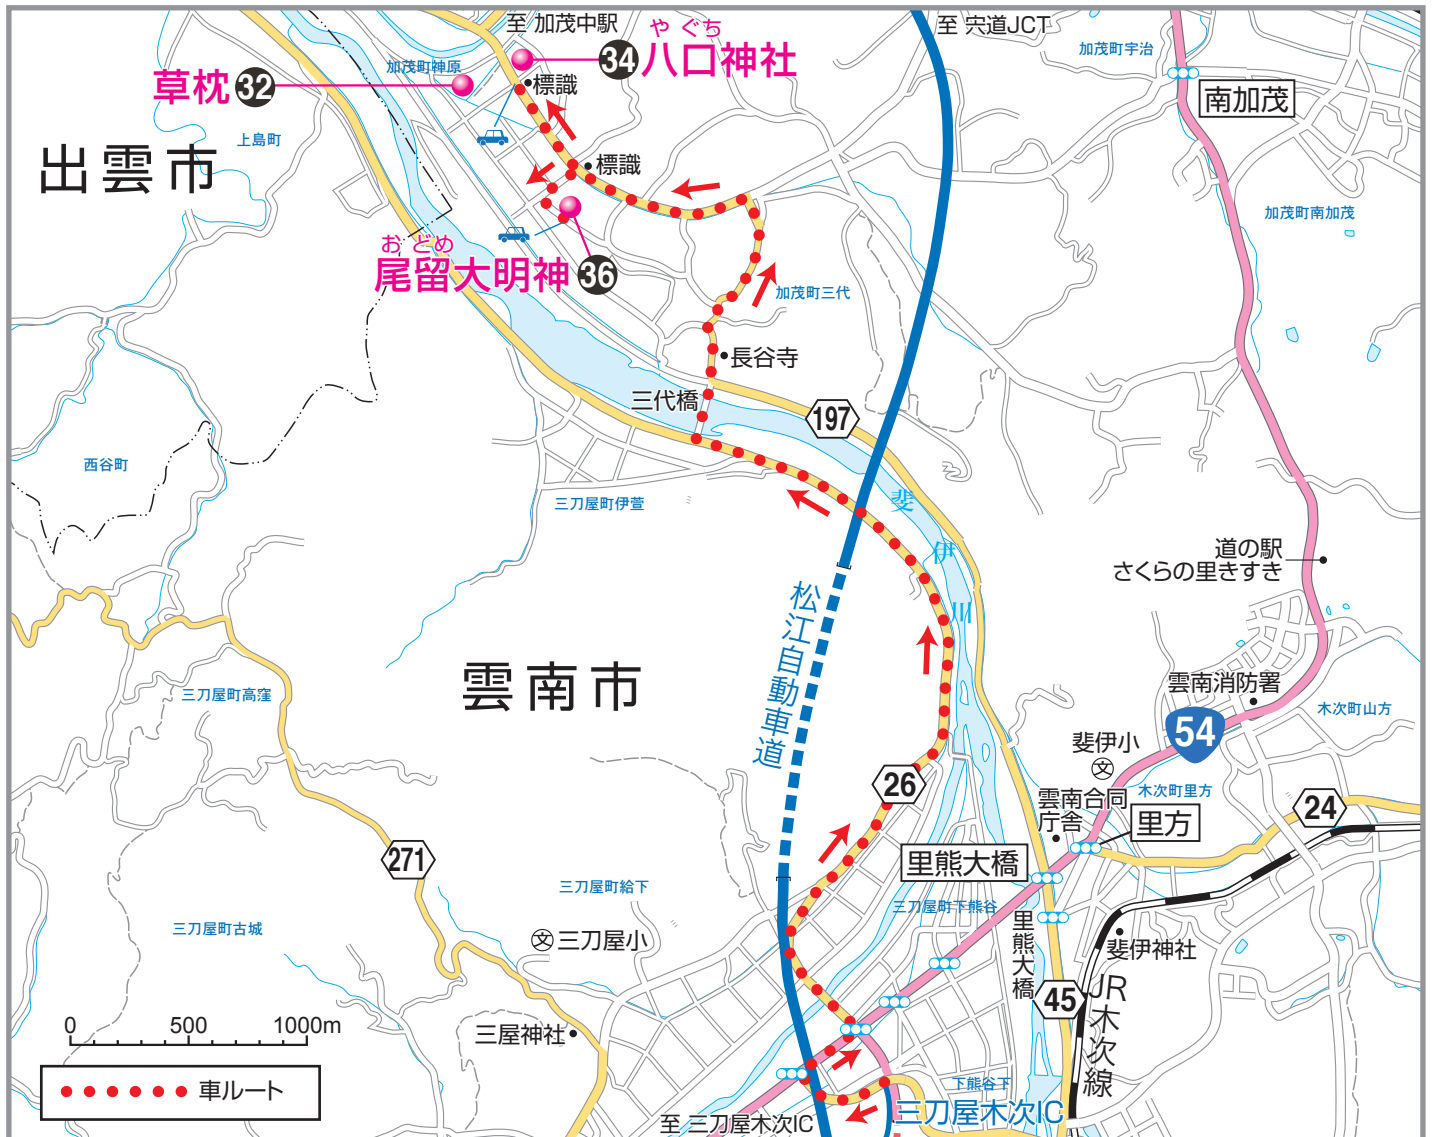 至 加茂中駅
至 宍道JCT
やぐち
34 八口神社
加茂町宇治
加茂町神原
草枕 32
標識
南加茂
上島町
出雲市
標識
加茂町南加茂
おどめ
尾留大明神 36
加茂町三代
長谷寺
三代橋
197
西谷町
三刀屋町伊萱
斐伊川
道の駅
さくらの里きすき
松江自動車道
雲南市
三刀屋町高窪
雲南消防署
木次町山方
54
斐伊小
文
26
雲南合同
庁舎
木次町里方
里方
24
271
里熊大橋
三刀屋町給下
三刀屋町下熊谷
三刀屋町古城
文 三刀屋小
里熊大橋
斐伊神社
45
JR木次線
0 500 1000m
三屋神社
車ルート
下熊谷下
三刀屋木次IC
至 三刀屋木次IC